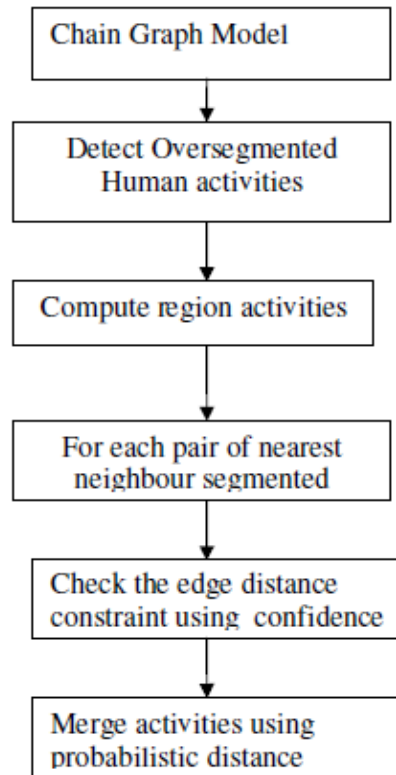 Chain Graph Model
Detect Oversegmented
Human activities
Compute region activities
For each pair of nearest
neighbour segmented
Check the edge distance
constraint using confidence
Merge activities using
probabilistic distance